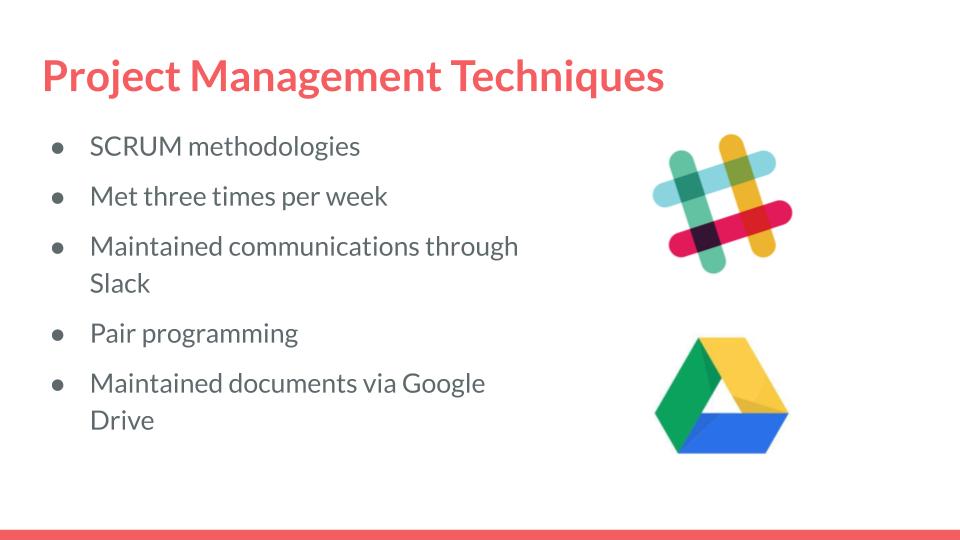 Project Management Techniques
● SCRUM methodologies
● Met three times per week
● Maintained communications through
Slack
● Pair programming
● Maintained documents via Google
Drive